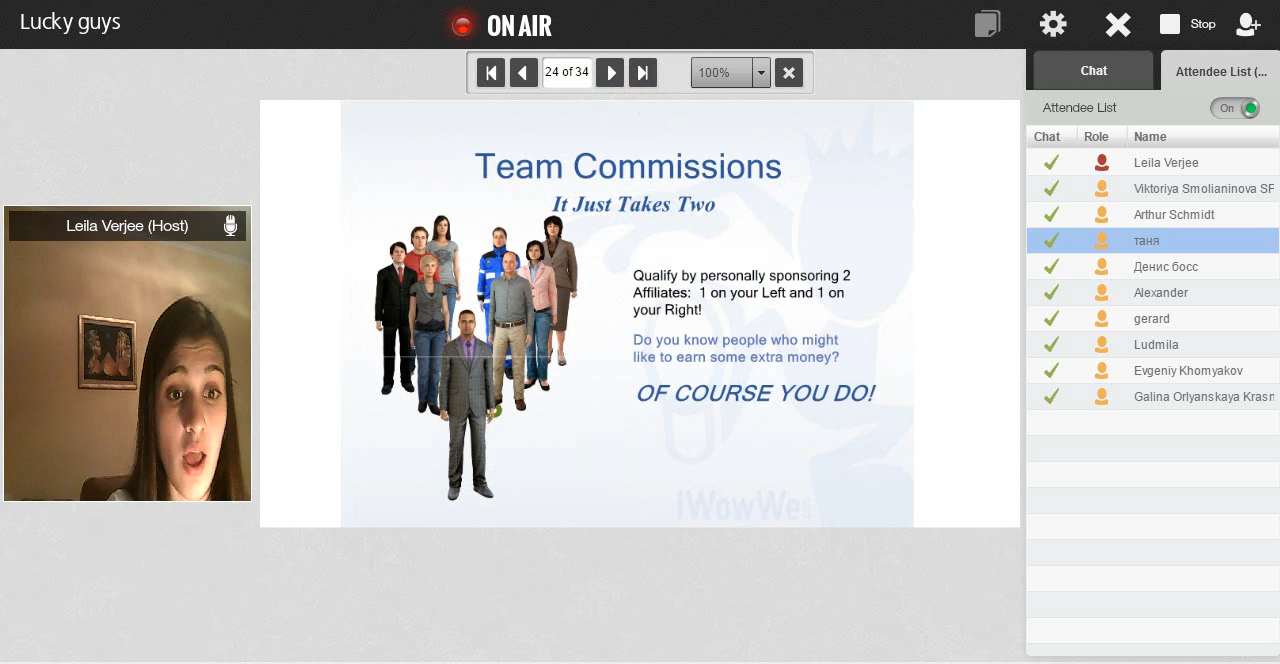 Lucky guys
ON AIR
Stop
24 of 34
100%
Chat
Attendee List (...
Attendee List
On
Chat Role Name
Leila Verjee
Viktoriya Smolianinova SF
Arthur Schmidt
таня
Денис босс
Alexander
gerard
Ludmila
Evgeniy Khomyakov
Galina Orlyanskaya Krasn
Leila Verjee (Host)
Team Commissions
It Just Takes Two
Qualify by personally sponsoring 2
Affiliates: 1 on your Left and 1 on
your Right!
Do you know people who might
like to earn some extra money?
OF COURSE YOU DO!
iWowWe